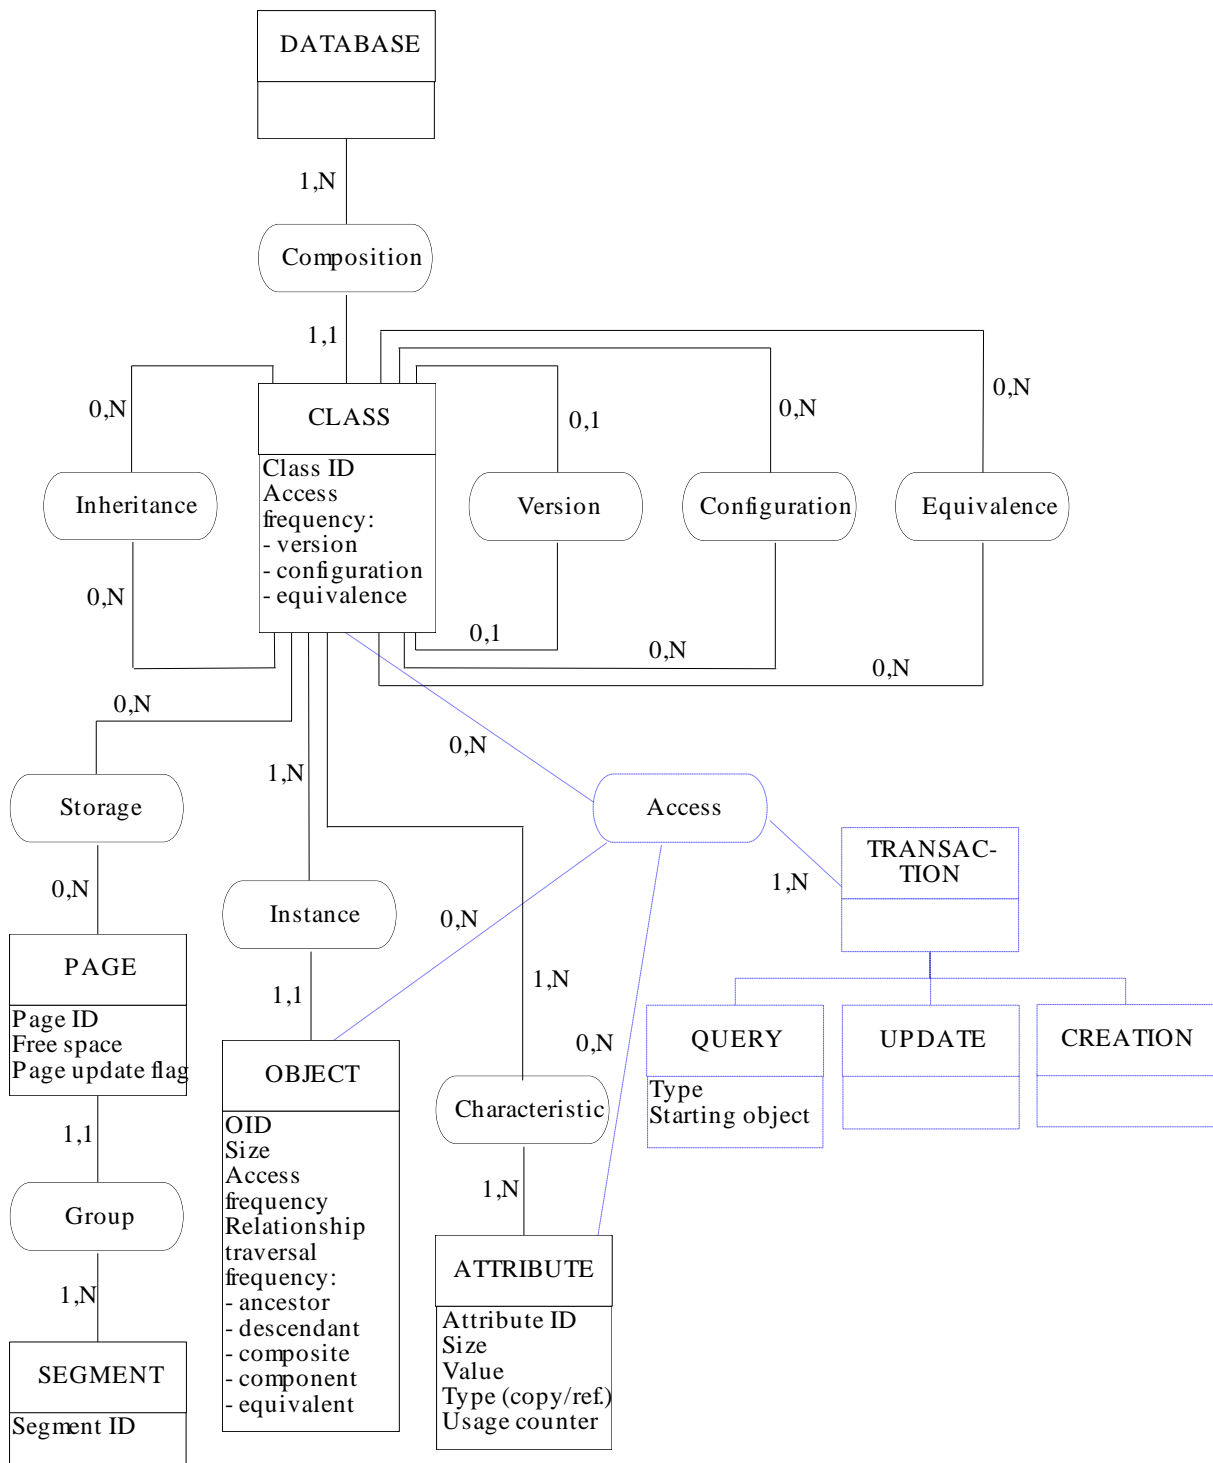 DATABASE
1,N
Composition
1,1
0,N
CLASS
0,1
0,N
0,N
Class ID
Access
frequency:
- version
- configuration
- equivalence
Inheritance
Version
Configuration
Equivalence
0,N
0,1
0,N
0,N
0,N
0,N
1,N
Storage
Access
TRANSAC-
TION
1,N
0,N
Instance
0,N
PAGE
Page ID
Free space
Page update flag
1,1
1,N
0,N
QUERY
Type
Starting object
UPDATE
CREATION
OBJECT
OID
Size
Access
frequency
Relationship
traversal
frequency:
- ancestor
- descendant
- composite
- component
- equivalent
Characteristic
1,1
1,N
Group
ATTRIBUTE
Attribute ID
Size
Value
Type (copy/ref.)
Usage counter
1,N
SEGMENT
Segment ID